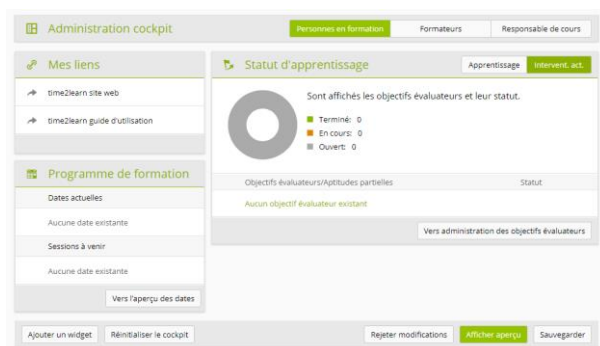 Administration cockpit
Personnes en formation Formateurs Responsable de cours
Mes liens
time2learn site web
time2learn guide d'utilisation
Programme de formation
Dates actuelles
Aucune date existante
Sessions à venir
Aucune date existante
Vers l'aperçu des dates
Statut d'apprentissage
Apprentissage Intervent. act.
Sont affichés les objectifs évaluateurs et leur statut.
Terminé: 0
En cours: 0
Ouvert: 0
Objectifs évaluateurs/Aptitudes partielles Statut
Aucun objectif évaluateur existant
Vers administration des objectifs évaluateurs
Ajouter un widget Réinitialiser le cockpit Rejeter modifications Afficher aperçu Sauvegarder